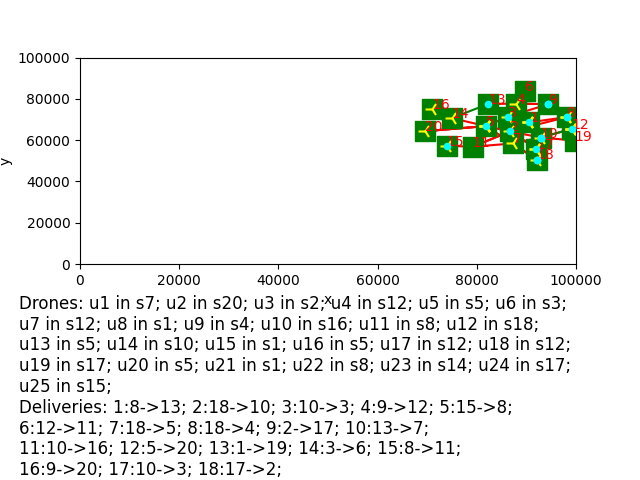 100000
80000
60000
40000
20000
0
y
0 20000 40000 60000 80000 100000
x
12
19
Drones: u1 in s7; u2 in s20; u3 in s2; u4 in s12; u5 in s5; u6 in s3;
u7 in s12; u8 in s1; u9 in s4; u10 in s16; u11 in s8; u12 in s18;
u13 in s5; u14 in s10; u15 in s1; u16 in s5; u17 in s12; u18 in s12;
u19 in s17; u20 in s5; u21 in s1; u22 in s8; u23 in s14; u24 in s17;
u25 in s15;
Deliveries: 1:8->13; 2:18->10; 3:10->3; 4:9->12; 5:15->8;
6:12->11; 7:18->5; 8:18->4; 9:2->17; 10:13->7;
11:10->16; 12:5->20; 13:1->19; 14:3->6; 15:8->11;
16:9->20; 17:10->3; 18:17->2;